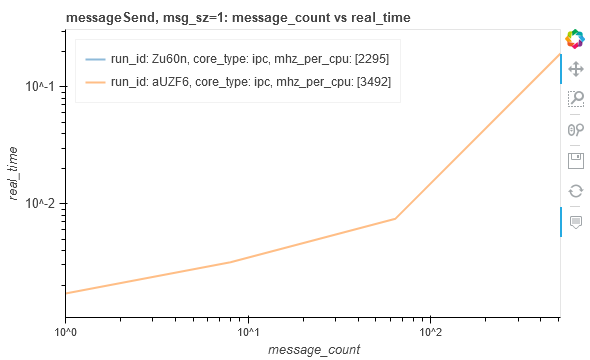 messageSend, msg_sz=1: message_count vs real_time
run_id: Zu60n, core_type: ipc, mhz_per_cpu: [2295]
run_id: aUZF6, core_type: ipc, mhz_per_cpu: [3492]
10^-1
real_time
10^-2
10^0
10^1
10^2
message_count